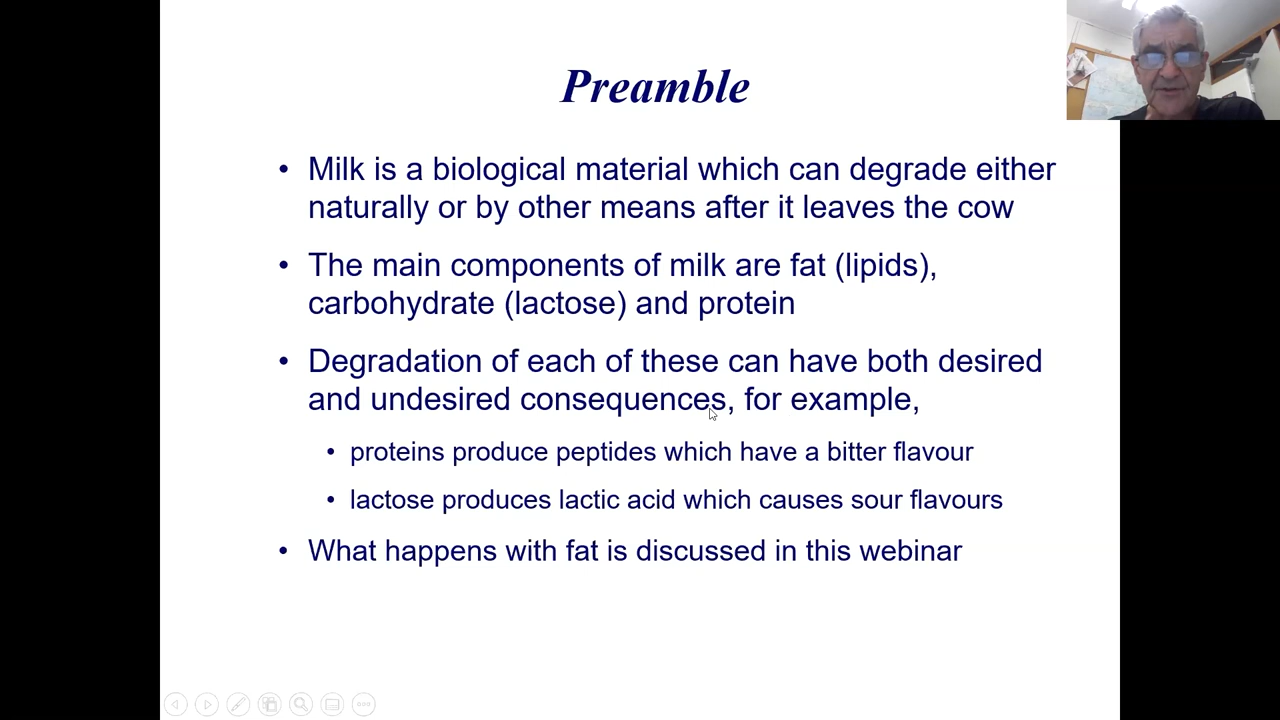 Preamble
• Milk is a biological material which can degrade either
naturally or by other means after it leaves the cow
• The main components of milk are fat (lipids),
carbohydrate (lactose) and protein
• Degradation of each of these can have both desired
and undesired consequences, for example,
• proteins produce peptides which have a bitter flavour
• lactose produces lactic acid which causes sour flavours
• What happens with fat is discussed in this webinar